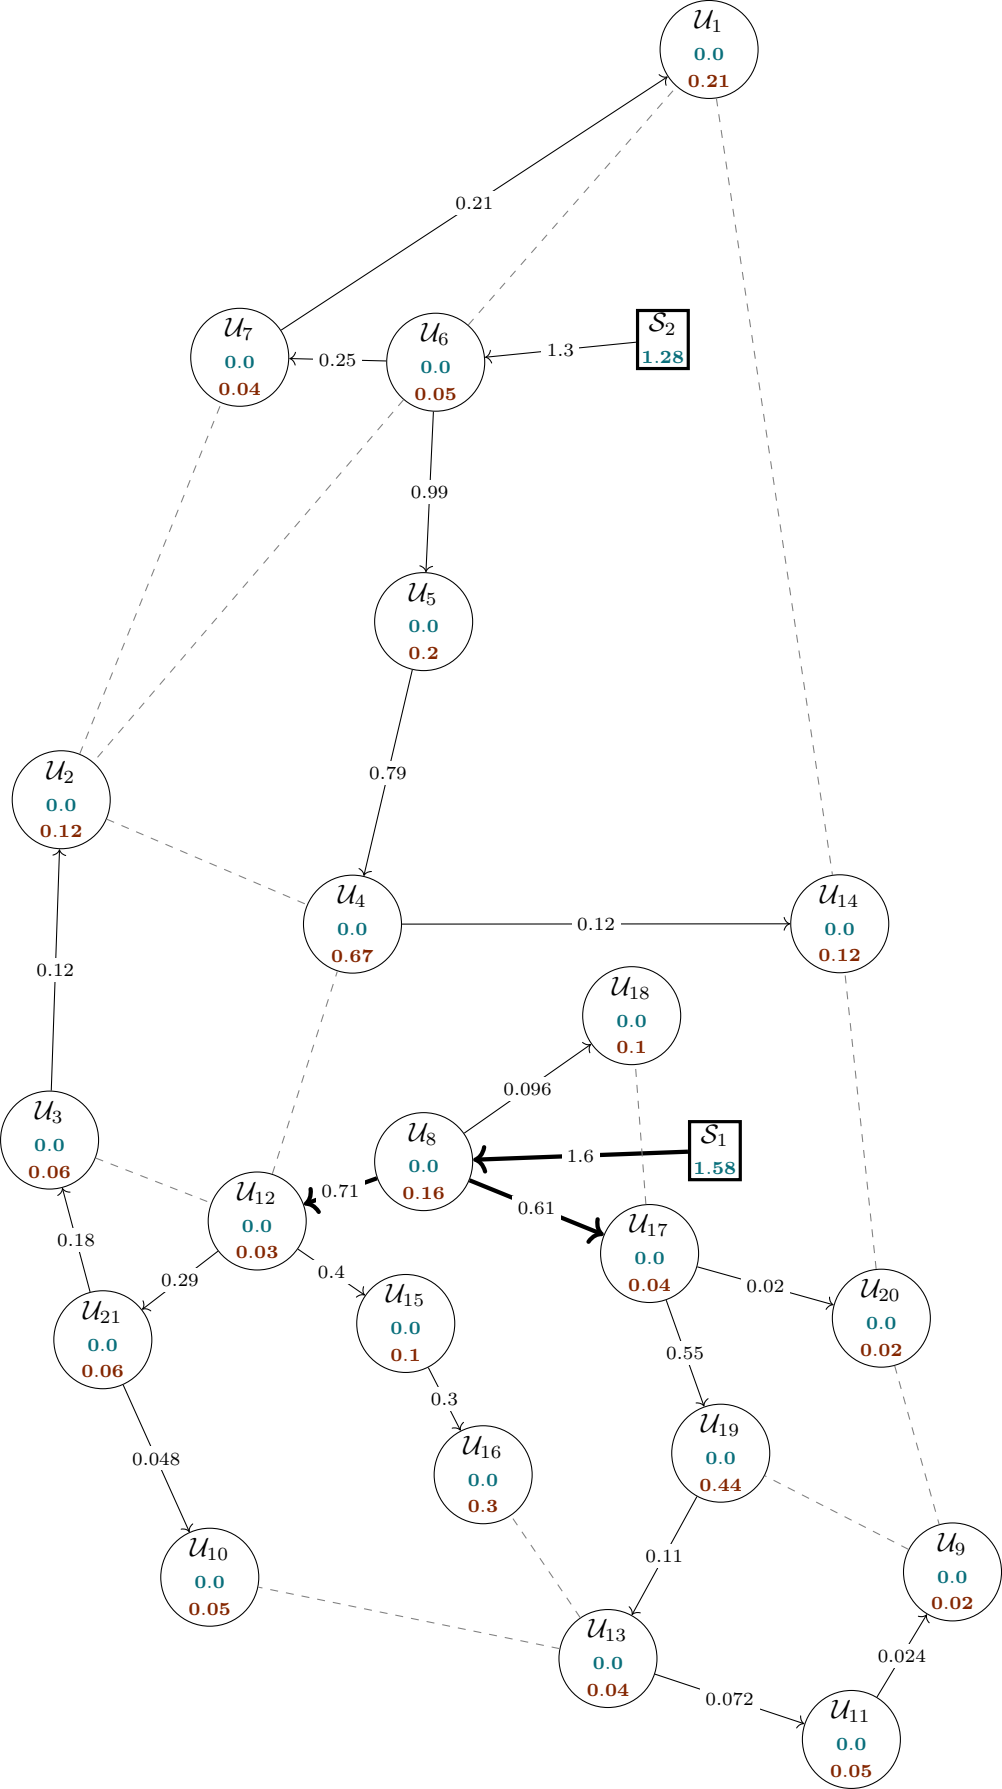 𝒰₁
0.0
0.21
0.21
𝒰₇
0.0
0.04
0.25
𝒰₆
0.0
0.05
1.3
𝒮₂
1.28
0.99
𝒰₅
0.0
0.2
0.79
𝒰₂
0.0
0.12
𝒰₄
0.0
0.67
0.12
𝒰₁₄
0.0
0.12
0.12
𝒰₁₈
0.0
0.1
0.096
𝒰₃
0.0
0.06
𝒰₈
0.0
0.16
1.6
𝒮₁
1.58
0.71
0.61
𝒰₁₂
0.0
0.03
𝒰₁₇
0.0
0.04
0.18
0.29
0.4
0.02
𝒰₂₀
0.0
0.02
𝒰₂₁
0.0
0.06
𝒰₁₅
0.0
0.1
0.55
0.3
𝒰₁₉
0.0
0.44
0.048
𝒰₁₆
0.0
0.3
𝒰₁₀
0.0
0.05
0.11
𝒰₉
0.0
0.02
𝒰₁₃
0.0
0.04
0.024
0.072
𝒰₁₁
0.0
0.05